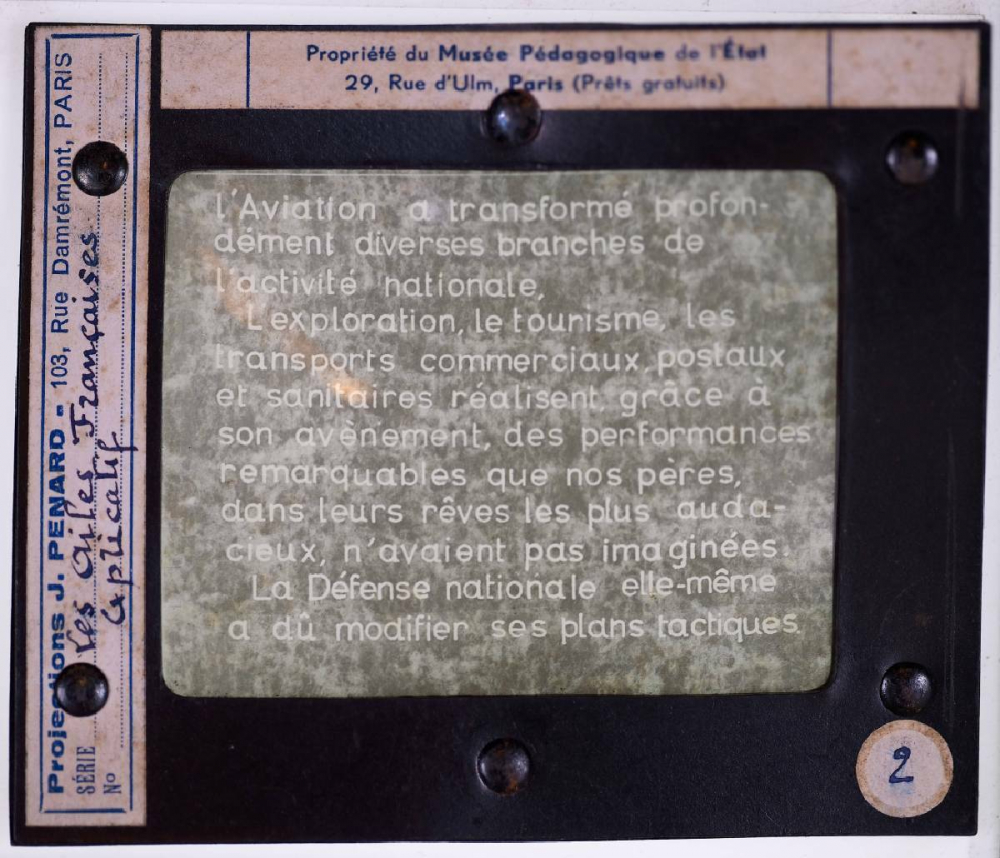 Propriété du Musée Pédagogique de l'État
29, Rue d'Ulm, Paris (Prêts gratuits)
Projections J. PENARD - 103, Rue Damrémont, PARIS
SÉRIE Les Ailes Françaises
No explicatif
l'Aviation a transformé profon
dément diverses branches de
l'activité nationale,
L'exploration, le tourisme, les
transports commerciaux, postaux
et sanitaires réalisent, grâce à
son avènement, des performances
remarquables que nos pères,
dans leurs rêves les plus auda-
cieux, n'avaient pas imaginées.
La Défense nationale elle-même
a dû modifier ses plans tactiques.
2